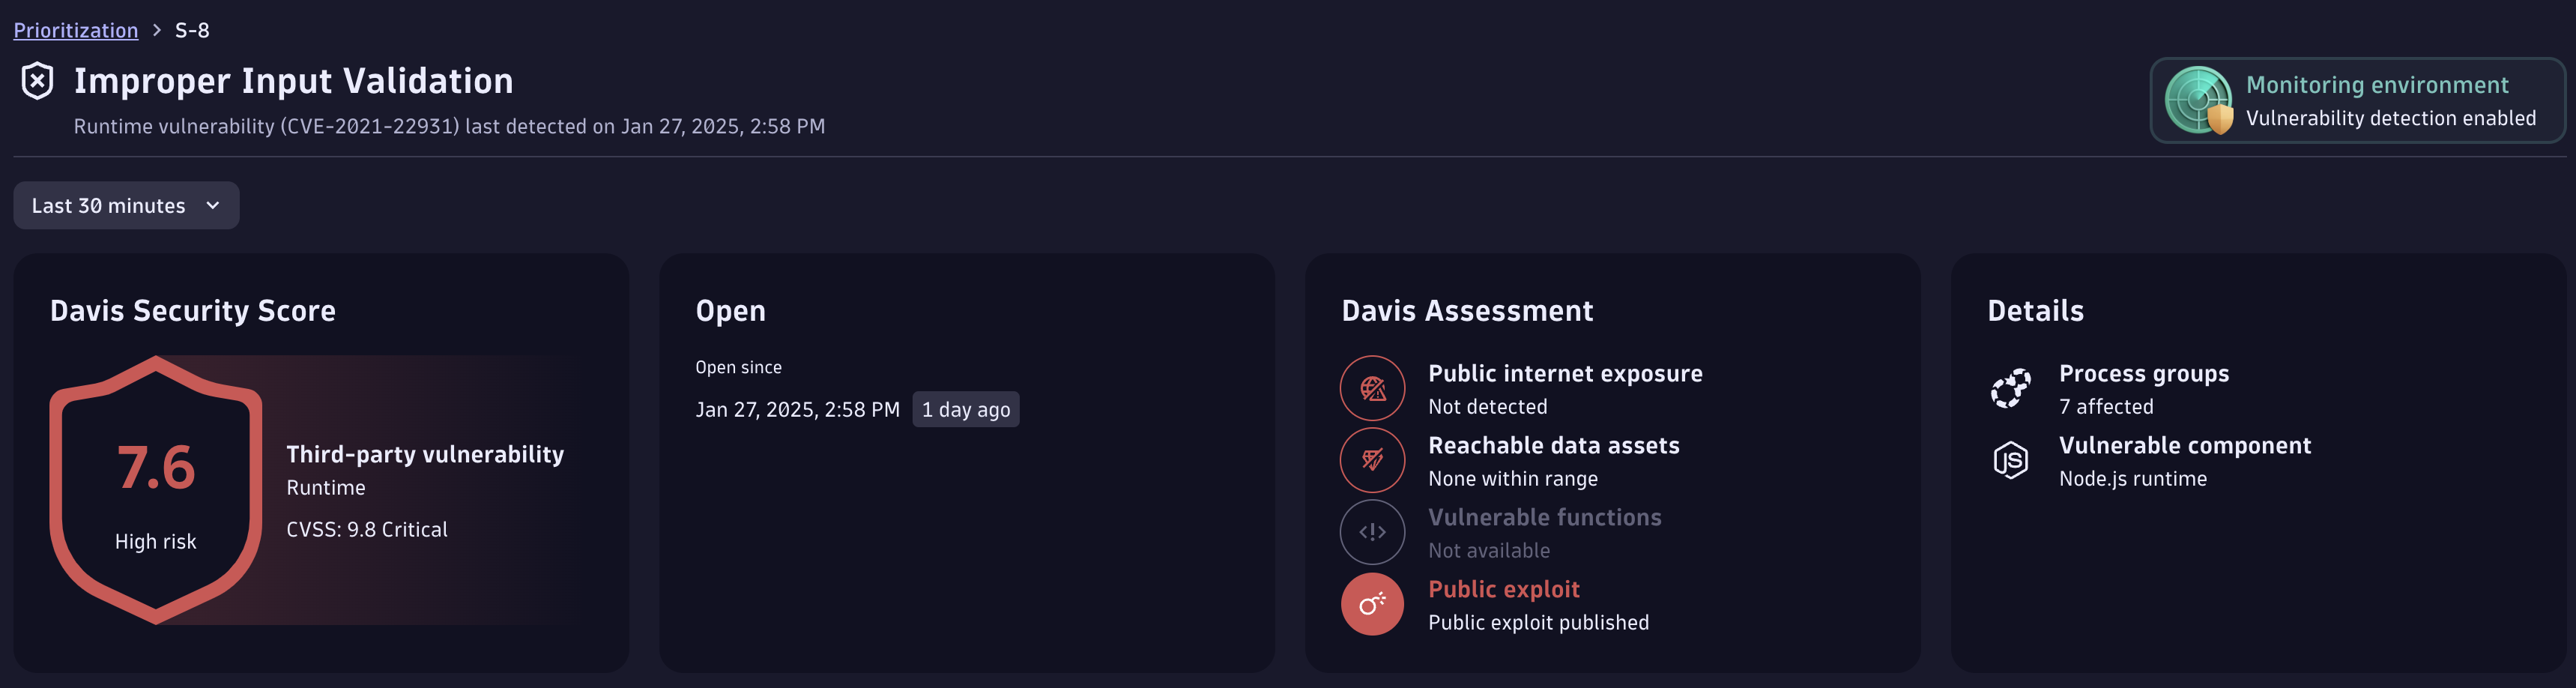 Prioritization > S-8
Improper Input Validation
Runtime vulnerability (CVE-2021-22931) last detected on Jan 27, 2025, 2:58 PM
Monitoring environment
Vulnerability detection enabled
Last 30 minutes
Davis Security Score
7.6
High risk
Third-party vulnerability
Runtime
CVSS: 9.8 Critical
Open
Open since
Jan 27, 2025, 2:58 PM 1 day ago
Davis Assessment
Public internet exposure
Not detected
Reachable data assets
None within range
Vulnerable functions
Not available
Public exploit
Public exploit published
Details
Process groups
7 affected
JS
Vulnerable component
Node.js runtime